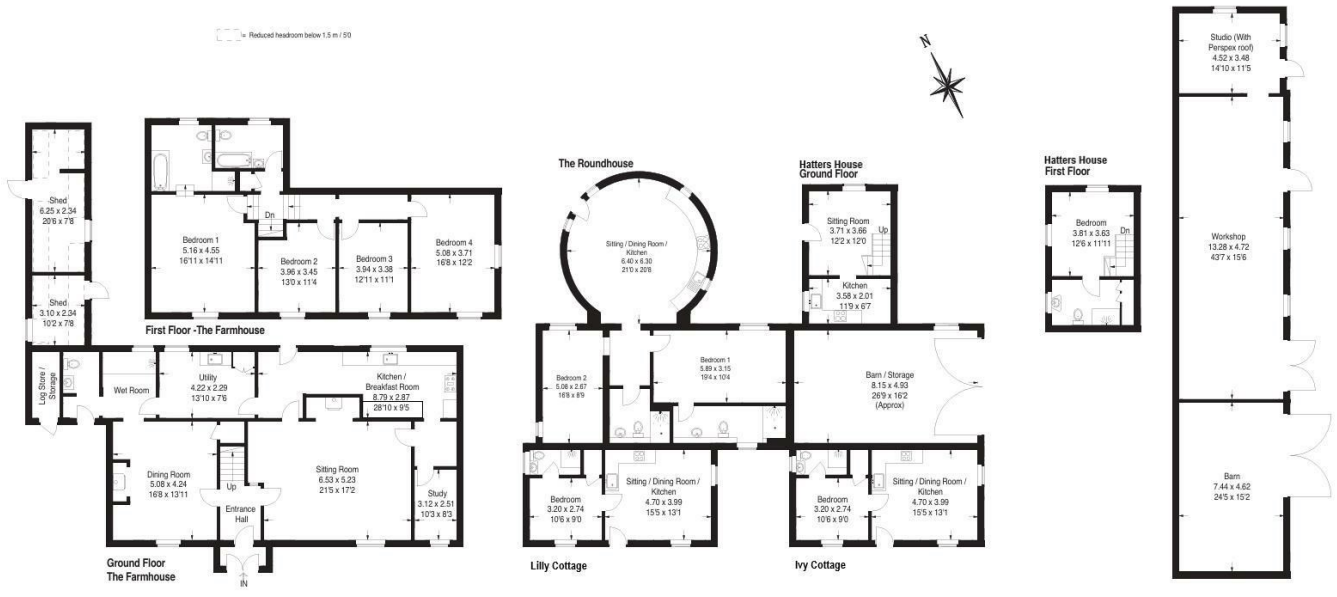 = Reduced headroom below 1.5 m / 5'0
N
Studio (With
Perspex roof)
4.52 x 3.48
14'10 x 11'5
Workshop
13.28 x 4.72
43'7 x 15'6
Barn
7.44 x 4.62
24'5 x 15'2
Shed
6.25 x 2.34
20'6 x 7'8
Shed
3.10 x 2.34
10'2 x 7'8
Dn
Bedroom 1
5.16 x 4.55
16'11 x 14'11
Bedroom 2
3.96 x 3.45
13'0 x 11'4
Bedroom 3
3.94 x 3.38
12'11 x 11'1
Bedroom 4
5.08 x 3.71
16'8 x 12'2
First Floor -The Farmhouse
Log Store /
Storage
Wet Room
Utility
4.22 x 2.29
13'10 x 7'6
Kitchen /
Breakfast Room
8.79 x 2.87
28'10 x 9'5
Dining Room
5.08 x 4.24
16'8 x 13'11
Up
Entrance
Hall
Sitting Room
6.53 x 5.23
21'5 x 17'2
Study
3.12 x 2.51
10'3 x 8'3
IN
Ground Floor
The Farmhouse
The Roundhouse
Sitting / Dining Room /
Kitchen
6.40 x 6.30
21'0 x 20'8
Bedroom 2
5.08 x 2.67
16'8 x 8'9
Bedroom 1
5.89 x 3.15
19'4 x 10'4
Hatters House
Ground Floor
Sitting Room
3.71 x 3.66
12'2 x 12'0
Up
Kitchen
3.58 x 2.01
11'9 x 6'7
Barn / Storage
8.15 x 4.93
26'9 x 16'2
(Approx)
Hatters House
First Floor
Bedroom
3.81 x 3.63
12'6 x 11'11
Dn
Bedroom
3.20 x 2.74
10'6 x 9'0
Sitting / Dining Room /
Kitchen
4.70 x 3.99
15'5 x 13'1
Lilly Cottage
Bedroom
3.20 x 2.74
10'6 x 9'0
Sitting / Dining Room /
Kitchen
4.70 x 3.99
15'5 x 13'1
Ivy Cottage